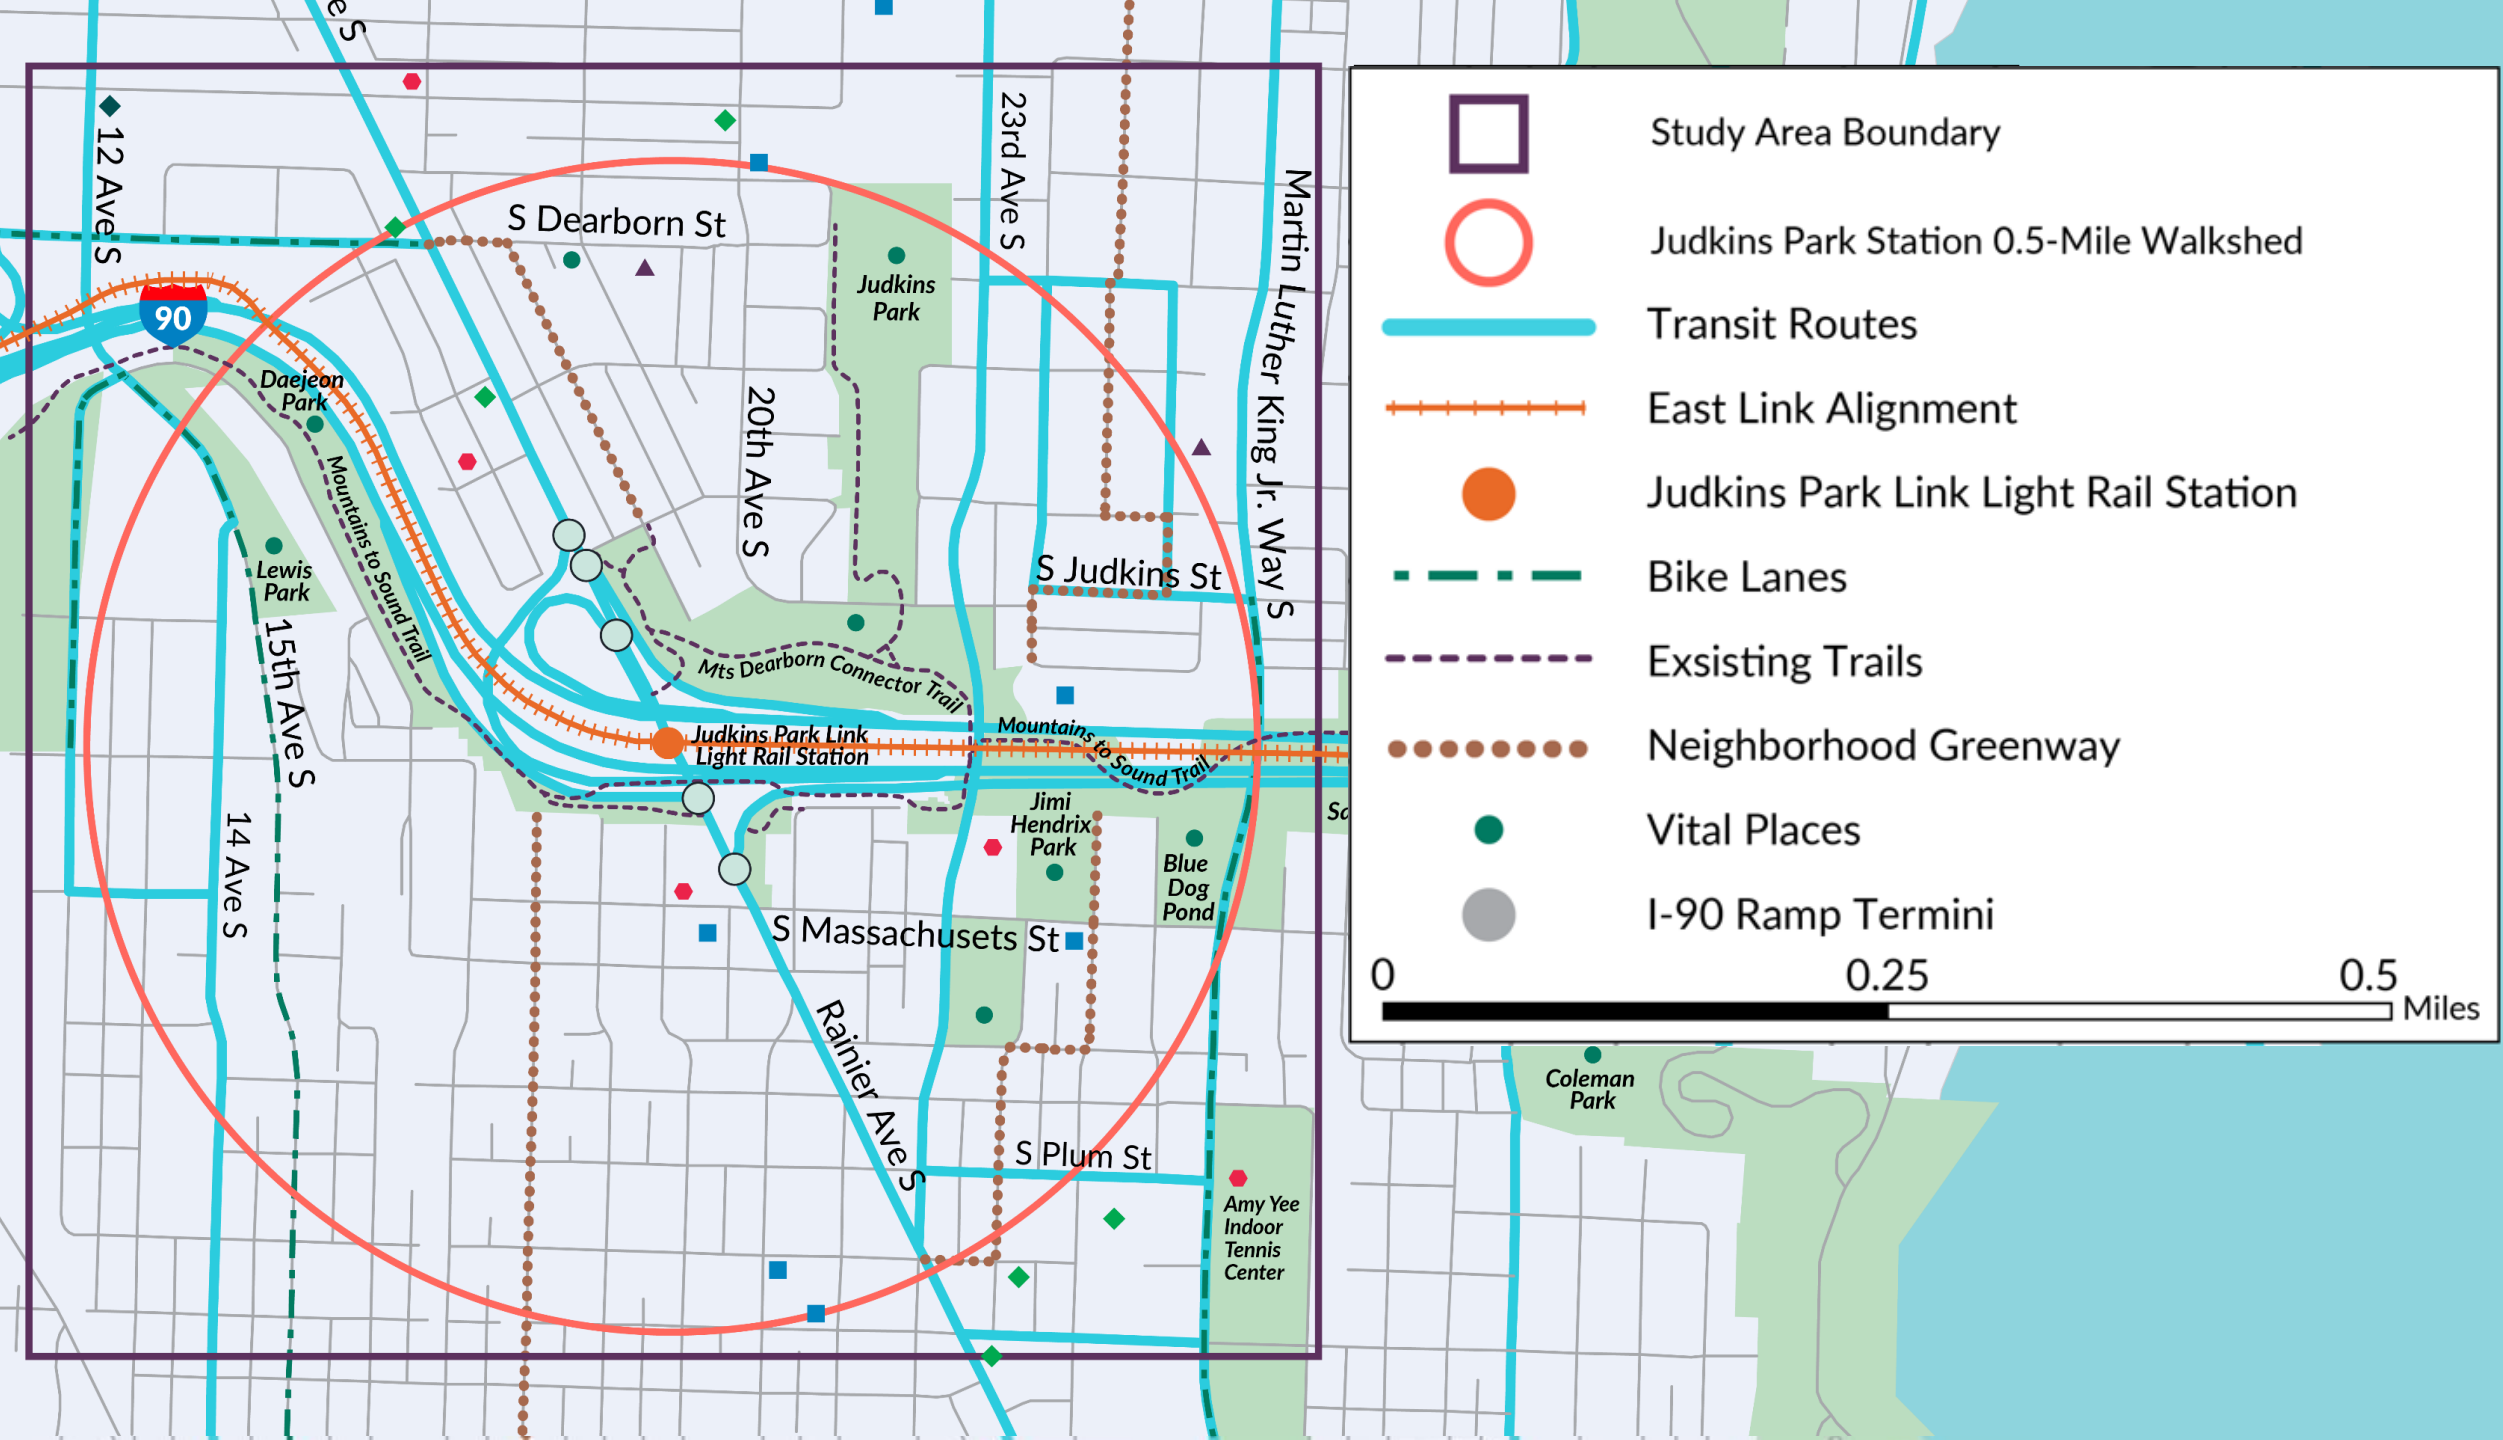 e S
12 Ave S
23rd Ave S
Martin Luther King Jr. Way S
S Dearborn St
Judkins
Park
90
Daejeon
Park
20th Ave S
Mountains to Sound Trail
Lewis
Park
S Judkins St
15th Ave S
Mts Dearborn Connector Trail
Judkins Park Link
Light Rail Station
Mountains to Sound Trail
Jimi
Hendrix
Park
So
Blue
Dog
Pond
14 Ave S
S Massachusets St
Rainier Ave S
S Plum St
Amy Yee
Indoor
Tennis
Center
Coleman
Park
Study Area Boundary
Judkins Park Station 0.5-Mile Walkshed
Transit Routes
East Link Alignment
Judkins Park Link Light Rail Station
Bike Lanes
Exsisting Trails
Neighborhood Greenway
Vital Places
I-90 Ramp Termini
0 0.25 0.5
Miles